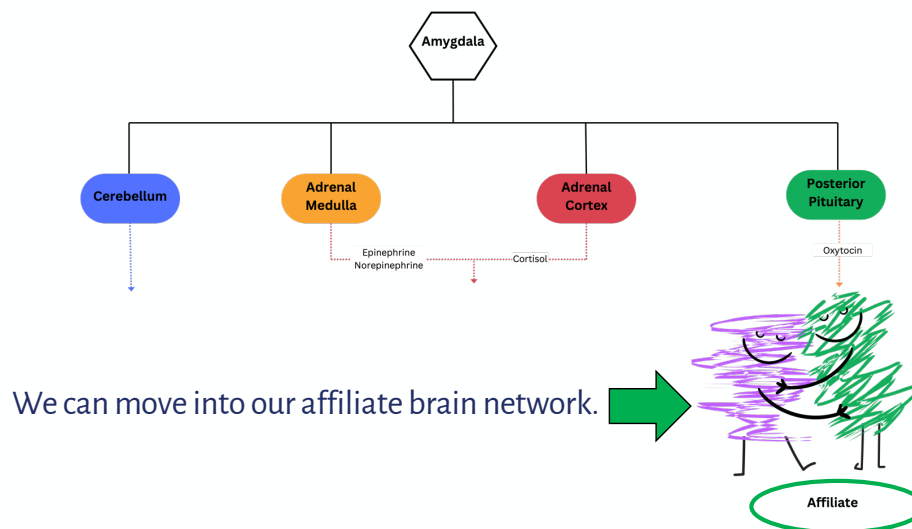 Amygdala
Cerebellum
Adrenal
Medulla
Adrenal
Cortex
Posterior
Pituitary
Epinephrine
Norepinephrine
Cortisol
Oxytocin
We can move into our affiliate brain network.
Affiliate